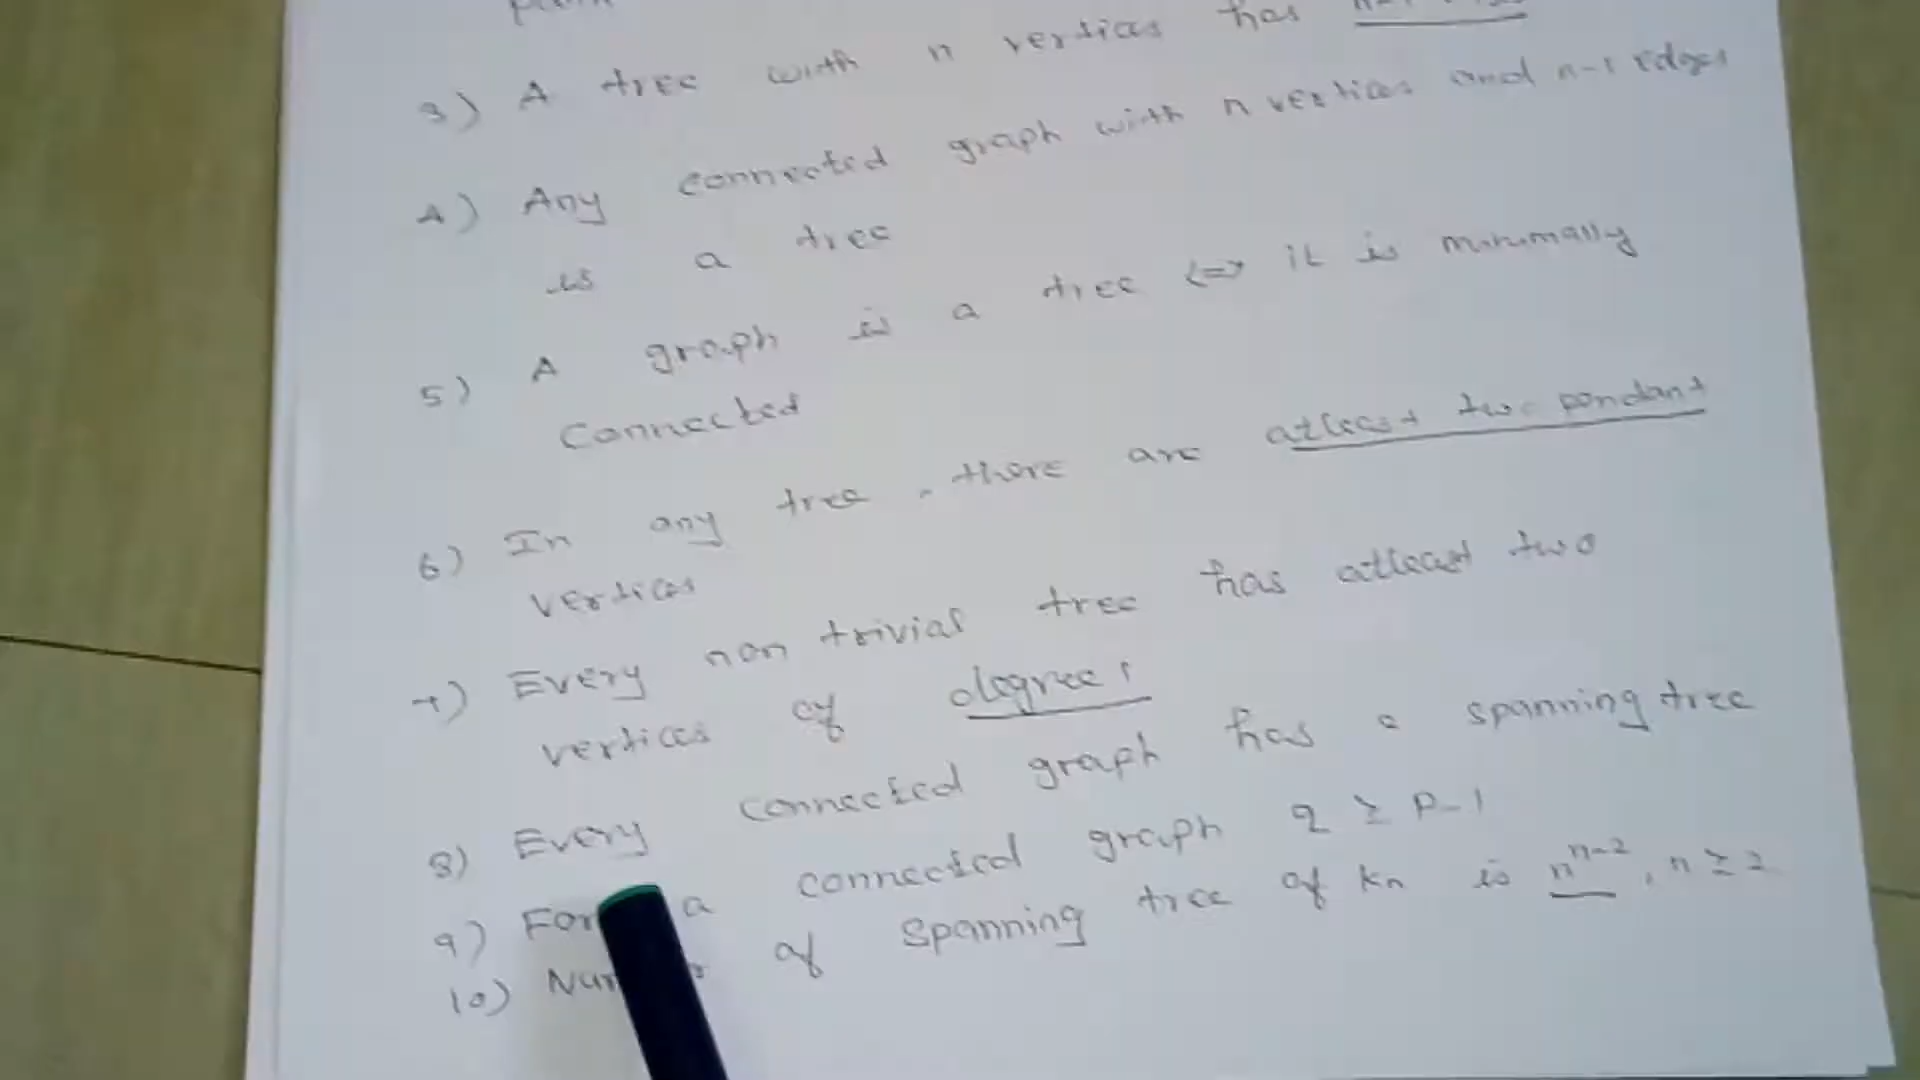 3) A tree with n vertices has
4) Any connected graph with n vertices and n-1 edges
is a tree
5) A graph is a tree <=> it is minimally
Connected
6) In any tree, there are atleast two pendant
vertices
7) Every non trivial tree has atleast two
vertices of degree 1
8) Every connected graph has a spanning tree
9) For a connected graph q ≥ p-1
10) of spanning tree of kn is n^n-2, n ≥ 2